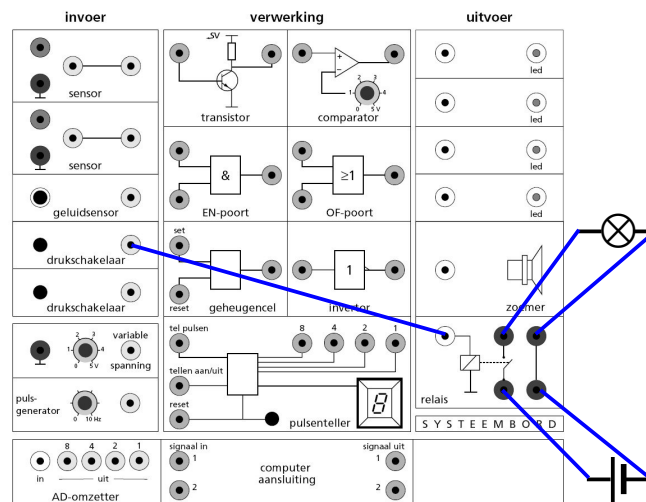 invoer
verwerking
uitvoer
sensor
sensor
geluidsensor
drukschakelaar
drukschakelaar
2 3
1 4
0 5 V
variable
spanning
puls-
generator
0 10 Hz
5V
transistor
+
−
2 3
1 4
0 5 V
comparator
&
EN-poort
≥1
OF-poort
set
reset
geheugencel
1
invertor
tel pulsen
8 4 2 1
tellen aan/uit
reset
8
pulsenteller
led
led
led
led
zoemer
relais
SYSTEEMBORD
8 4 2 1
in uit
AD-omzetter
signaal in
1
2
computer
aansluiting
signaal uit
1
2